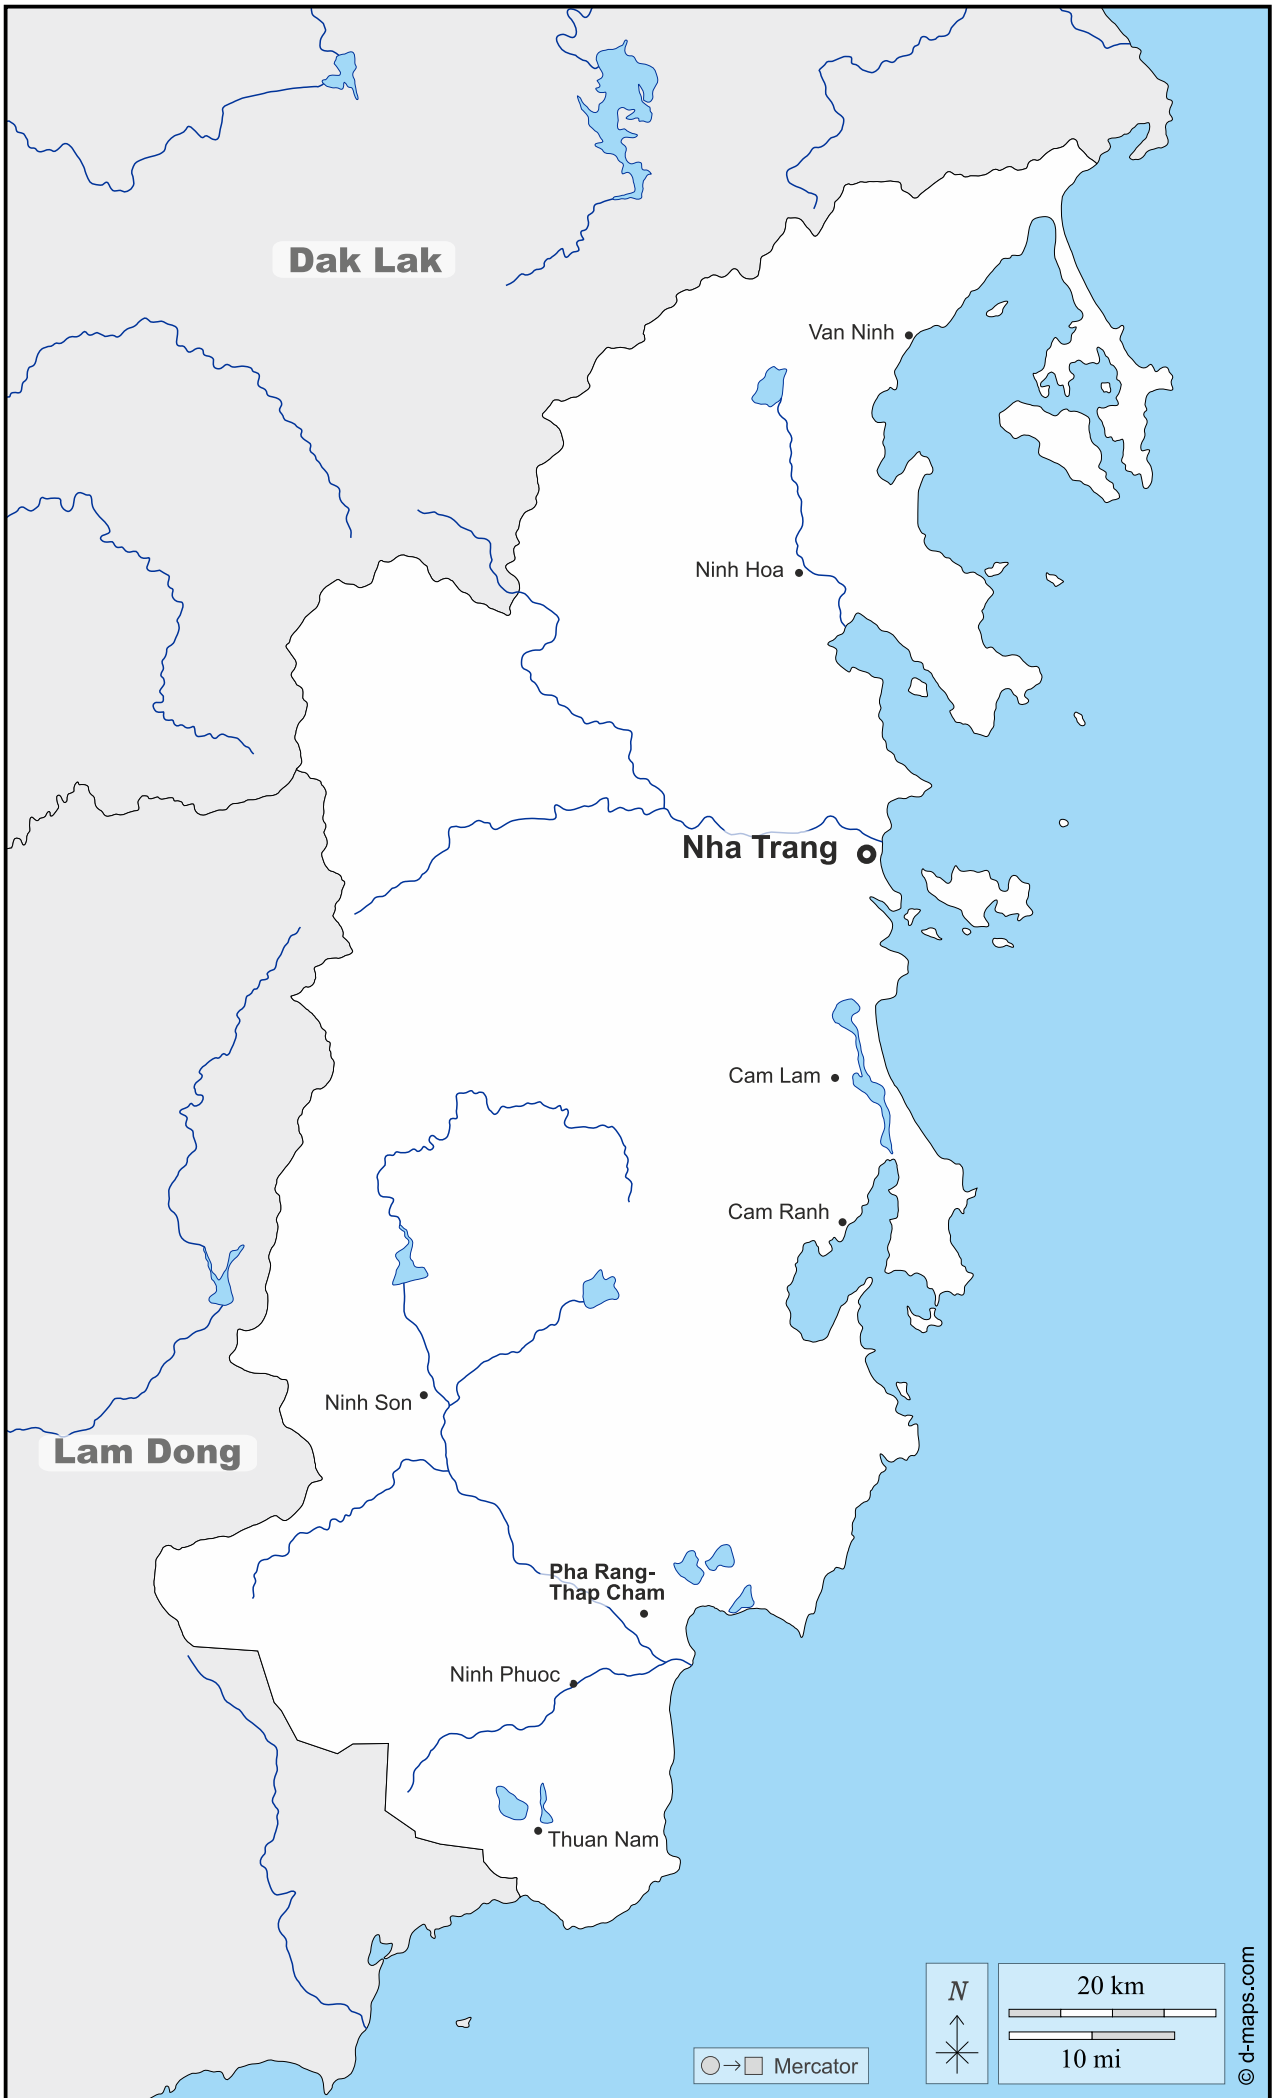 Dak Lak
Van Ninh
Ninh Hoa
Nha Trang
Cam Lam
Cam Ranh
Ninh Son
Lam Dong
Pha Rang-
Thap Cham
Ninh Phuoc
Thuan Nam
N
20 km
10 mi
Mercator
© d-maps.com